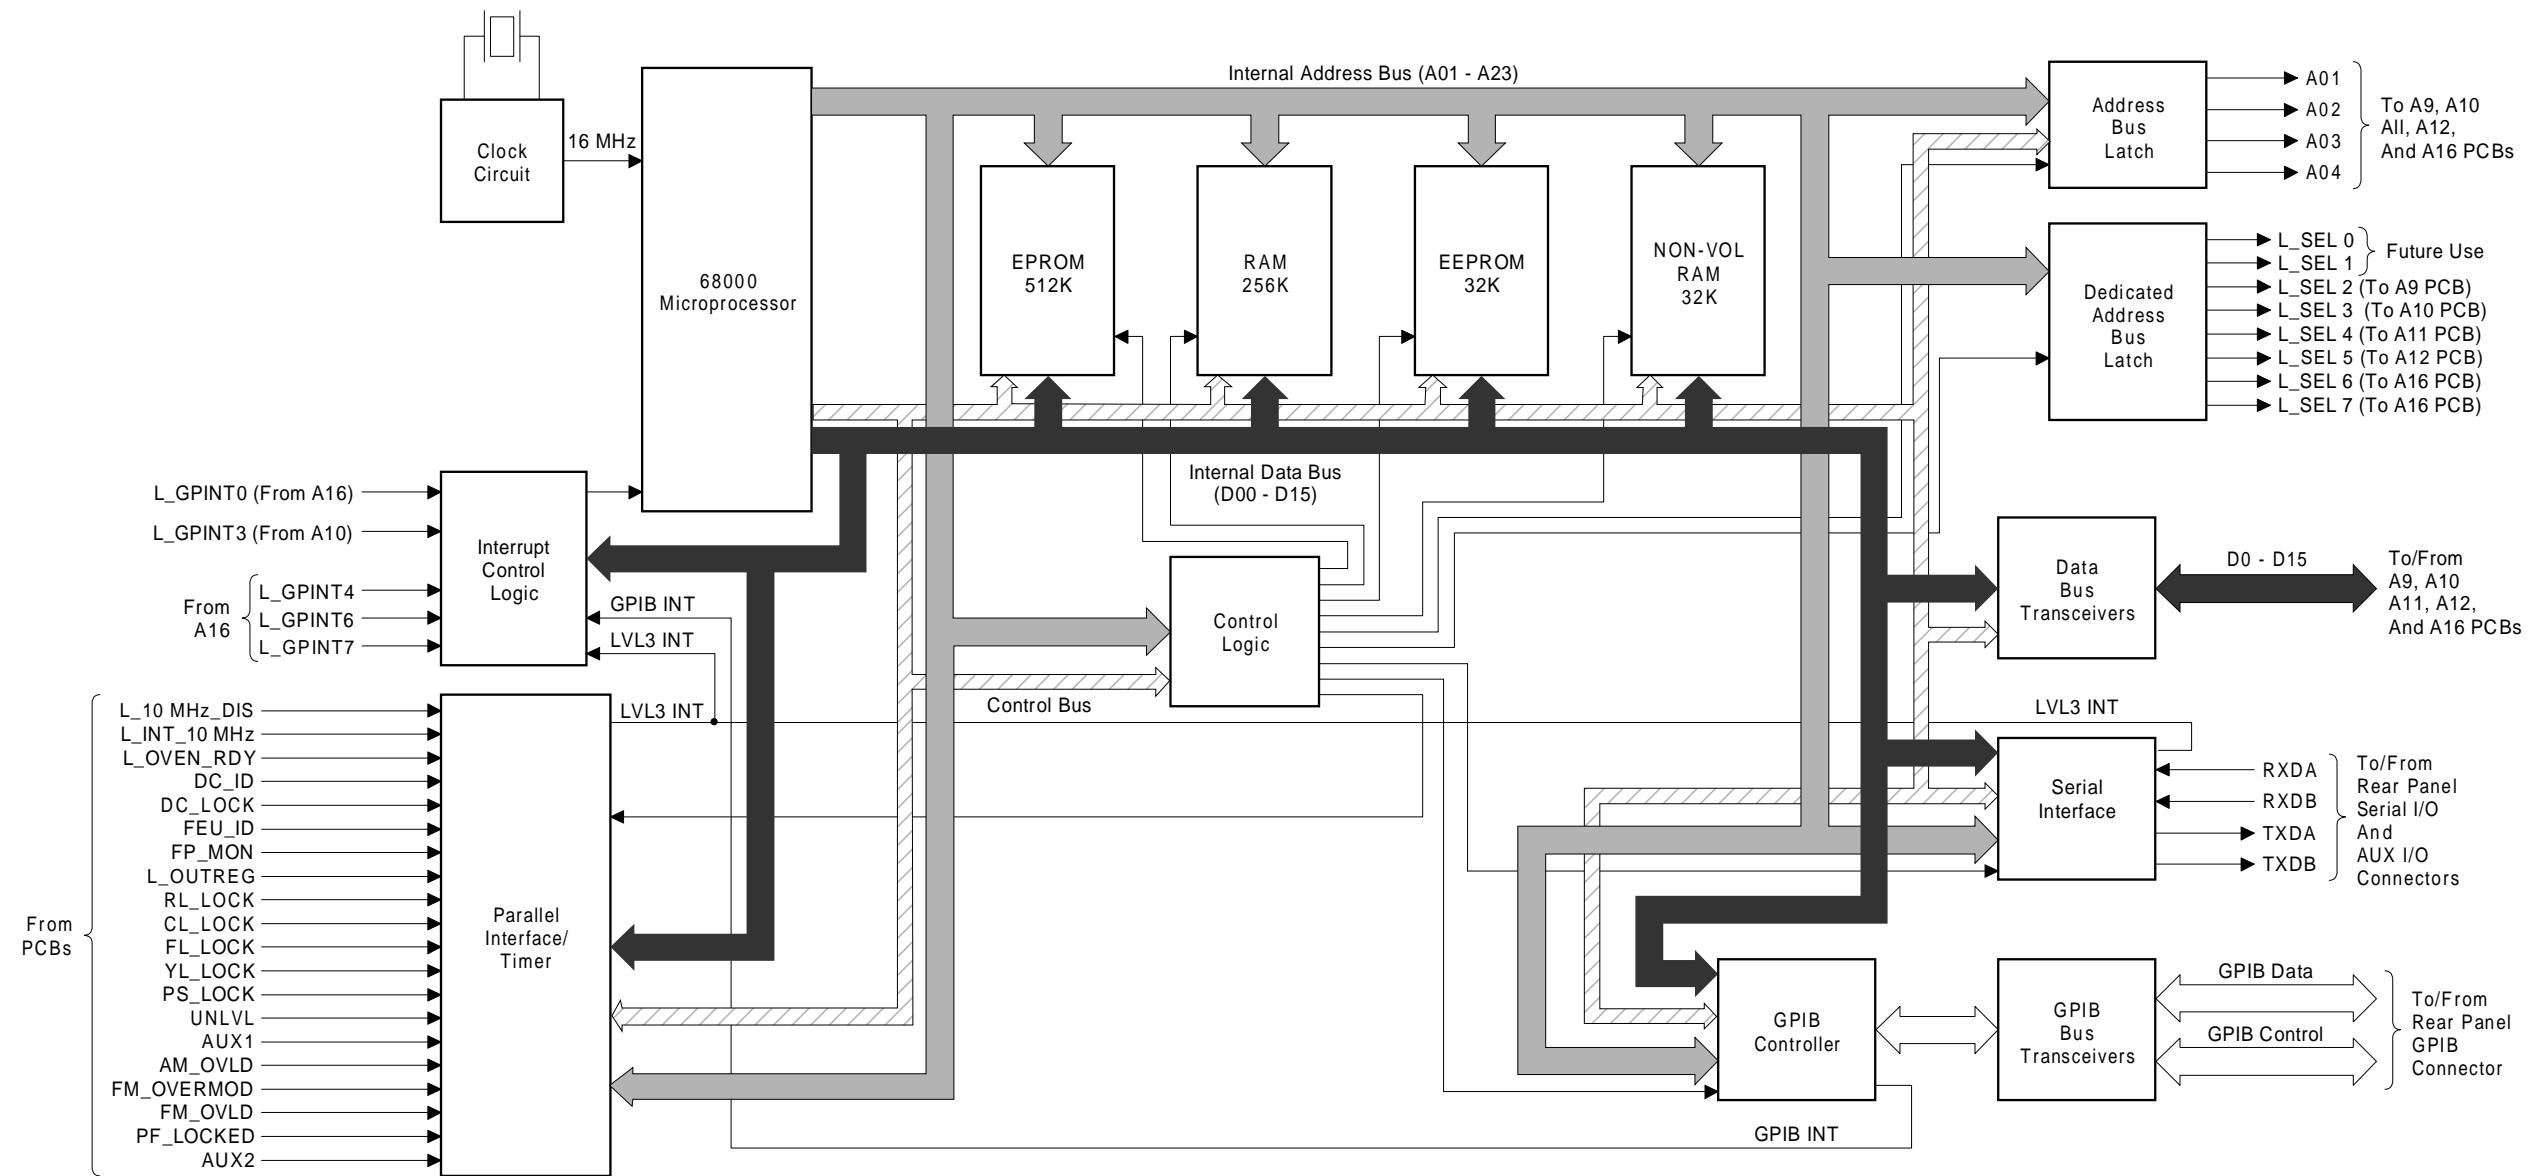 Internal Address Bus (A01 - A23)
Clock
Circuit
16 MHz
68000
Microprocessor
EPROM
512K
RAM
256K
EEPROM
32K
NON-VOL
RAM
32K
Address
Bus
Latch
A01
A02
A03
A04
To A9, A10
All, A12,
And A16 PCBs
Dedicated
Address
Bus
Latch
L_SEL 0
L_SEL 1
Future Use
L_SEL 2 (To A9 PCB)
L_SEL 3 (To A10 PCB)
L_SEL 4 (To A11 PCB)
L_SEL 5 (To A12 PCB)
L_SEL 6 (To A16 PCB)
L_SEL 7 (To A16 PCB)
Internal Data Bus
(D00 - D15)
L_GPINT0 (From A16)
L_GPINT3 (From A10)
From
A16
L_GPINT4
L_GPINT6
L_GPINT7
Interrupt
Control
Logic
GPIB INT
LVL3 INT
Control
Logic
Control Bus
Data
Bus
Transceivers
D0 - D15
To/From
A9, A10
A11, A12,
And A16 PCBs
From
PCBs
L_10 MHz_DIS
L_INT_10 MHz
L_OVEN_RDY
DC_ID
DC_LOCK
FEU_ID
FP_MON
L_OUTREG
RL_LOCK
CL_LOCK
FL_LOCK
YL_LOCK
PS_LOCK
UNLVL
AUX1
AM_OVLD
FM_OVERMOD
FM_OVLD
PF_LOCKED
AUX2
Parallel
Interface/
Timer
LVL3 INT
LVL3 INT
Serial
Interface
RXDA
RXDB
TXDA
TXDB
To/From
Rear Panel
Serial I/O
And
AUX I/O
Connectors
GPIB
Controller
GPIB
Bus
Transceivers
GPIB Data
GPIB Control
To/From
Rear Panel
GPIB
Connector
GPIB INT